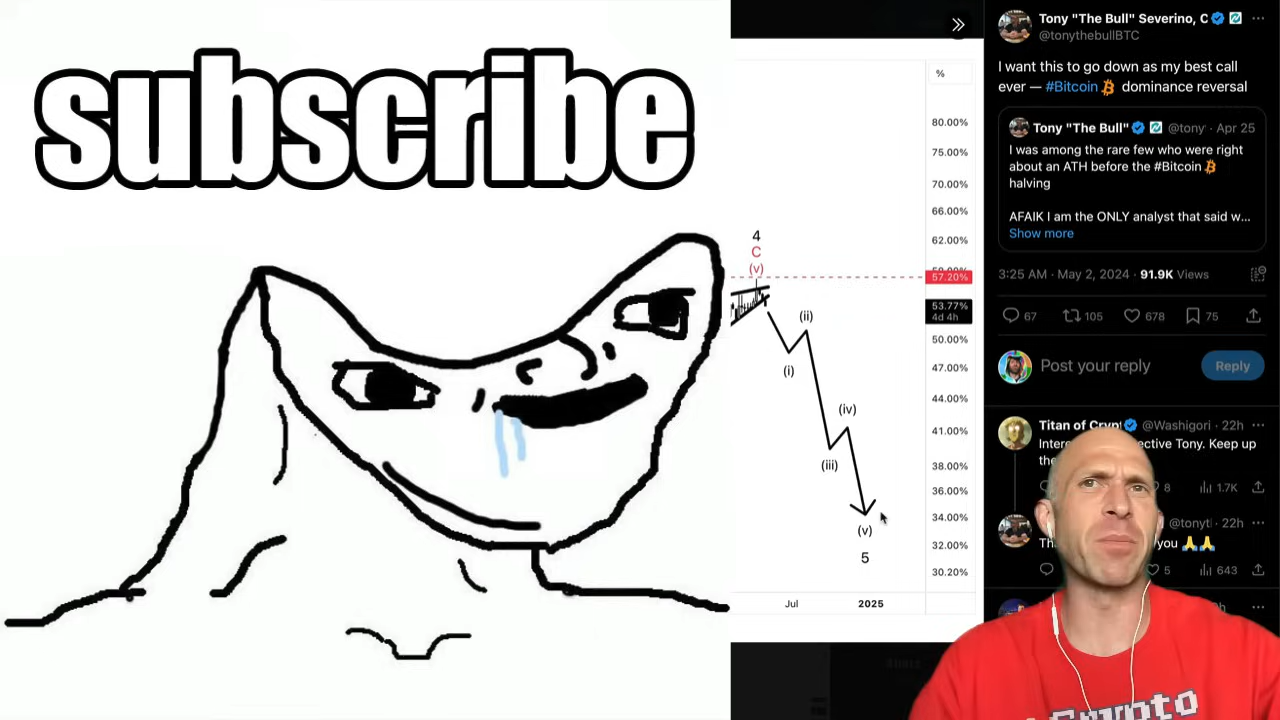 subscribe
%
80.00%
75.00%
70.00%
66.00%
62.00%
57.20%
53.77%
4d 4h
50.00%
47.00%
44.00%
41.00%
38.00%
36.00%
34.00%
32.00%
30.20%
4
C
(v)
(ii)
(i)
(iv)
(iii)
(v)
5
Jul
2025
Tony "The Bull" Severino, C
@tonythebullBTC
I want this to go down as my best call
ever — #Bitcoin dominance reversal
Tony "The Bull" @tony · Apr 25
I was among the rare few who were right
about an ATH before the #Bitcoin
halving
AFAIK I am the ONLY analyst that said w...
Show more
3:25 AM · May 2, 2024 · 91.9K Views
67 105 678 75
Post your reply
Reply
Titan of Crypt @Washigori · 22h
Keep up
8 1.7K
@tonyt · 22h
you 🙏🙏
5 643
Crypto